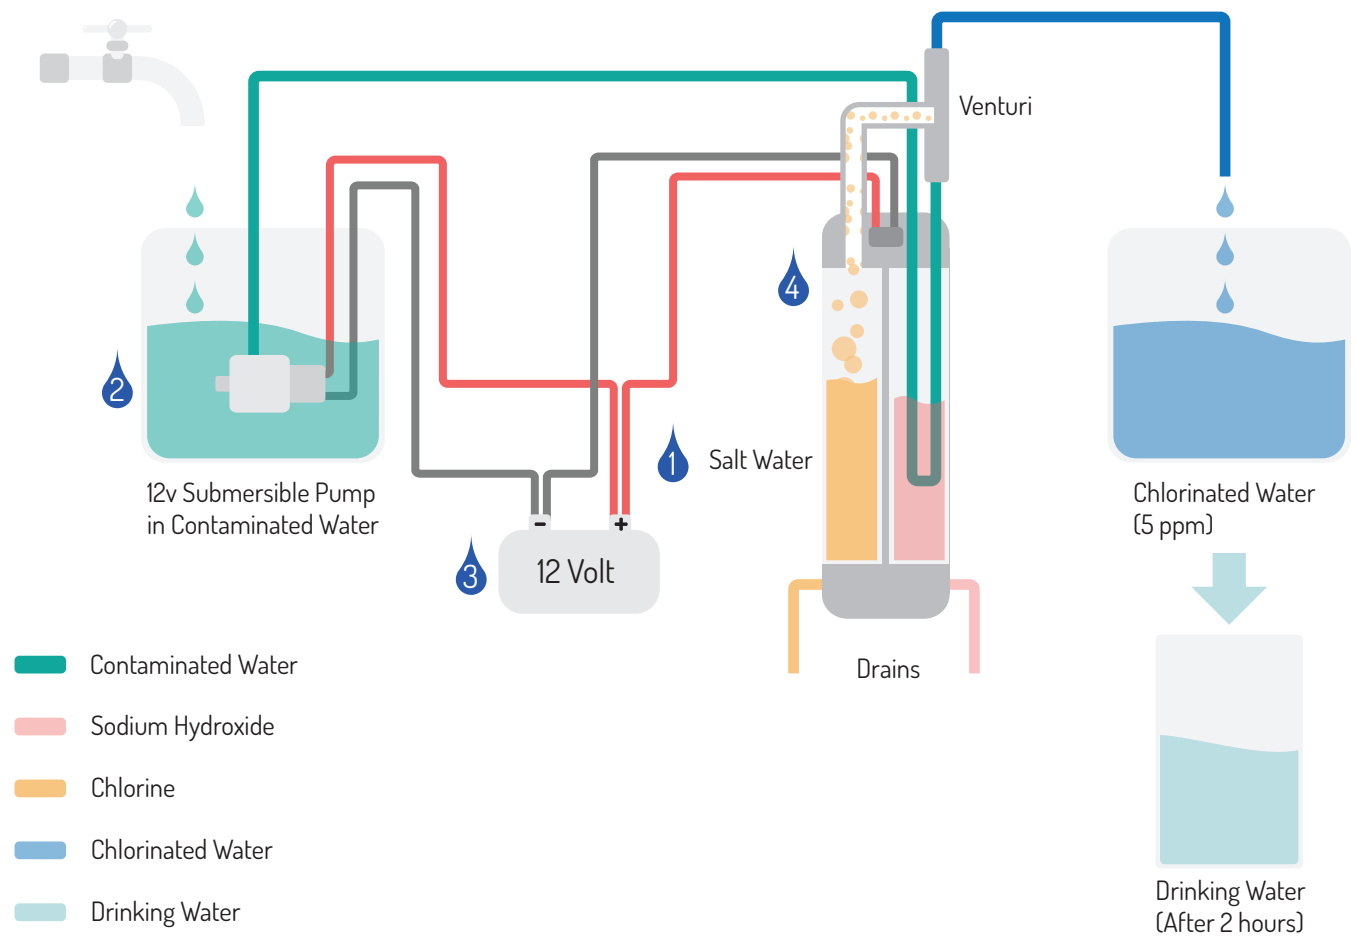 Venturi
4
2
1
Salt Water
12v Submersible Pump
in Contaminated Water
Chlorinated Water
(5 ppm)
- +
3
12 Volt
Drains
Contaminated Water
Sodium Hydroxide
Chlorine
Chlorinated Water
Drinking Water
Drinking Water
(After 2 hours)